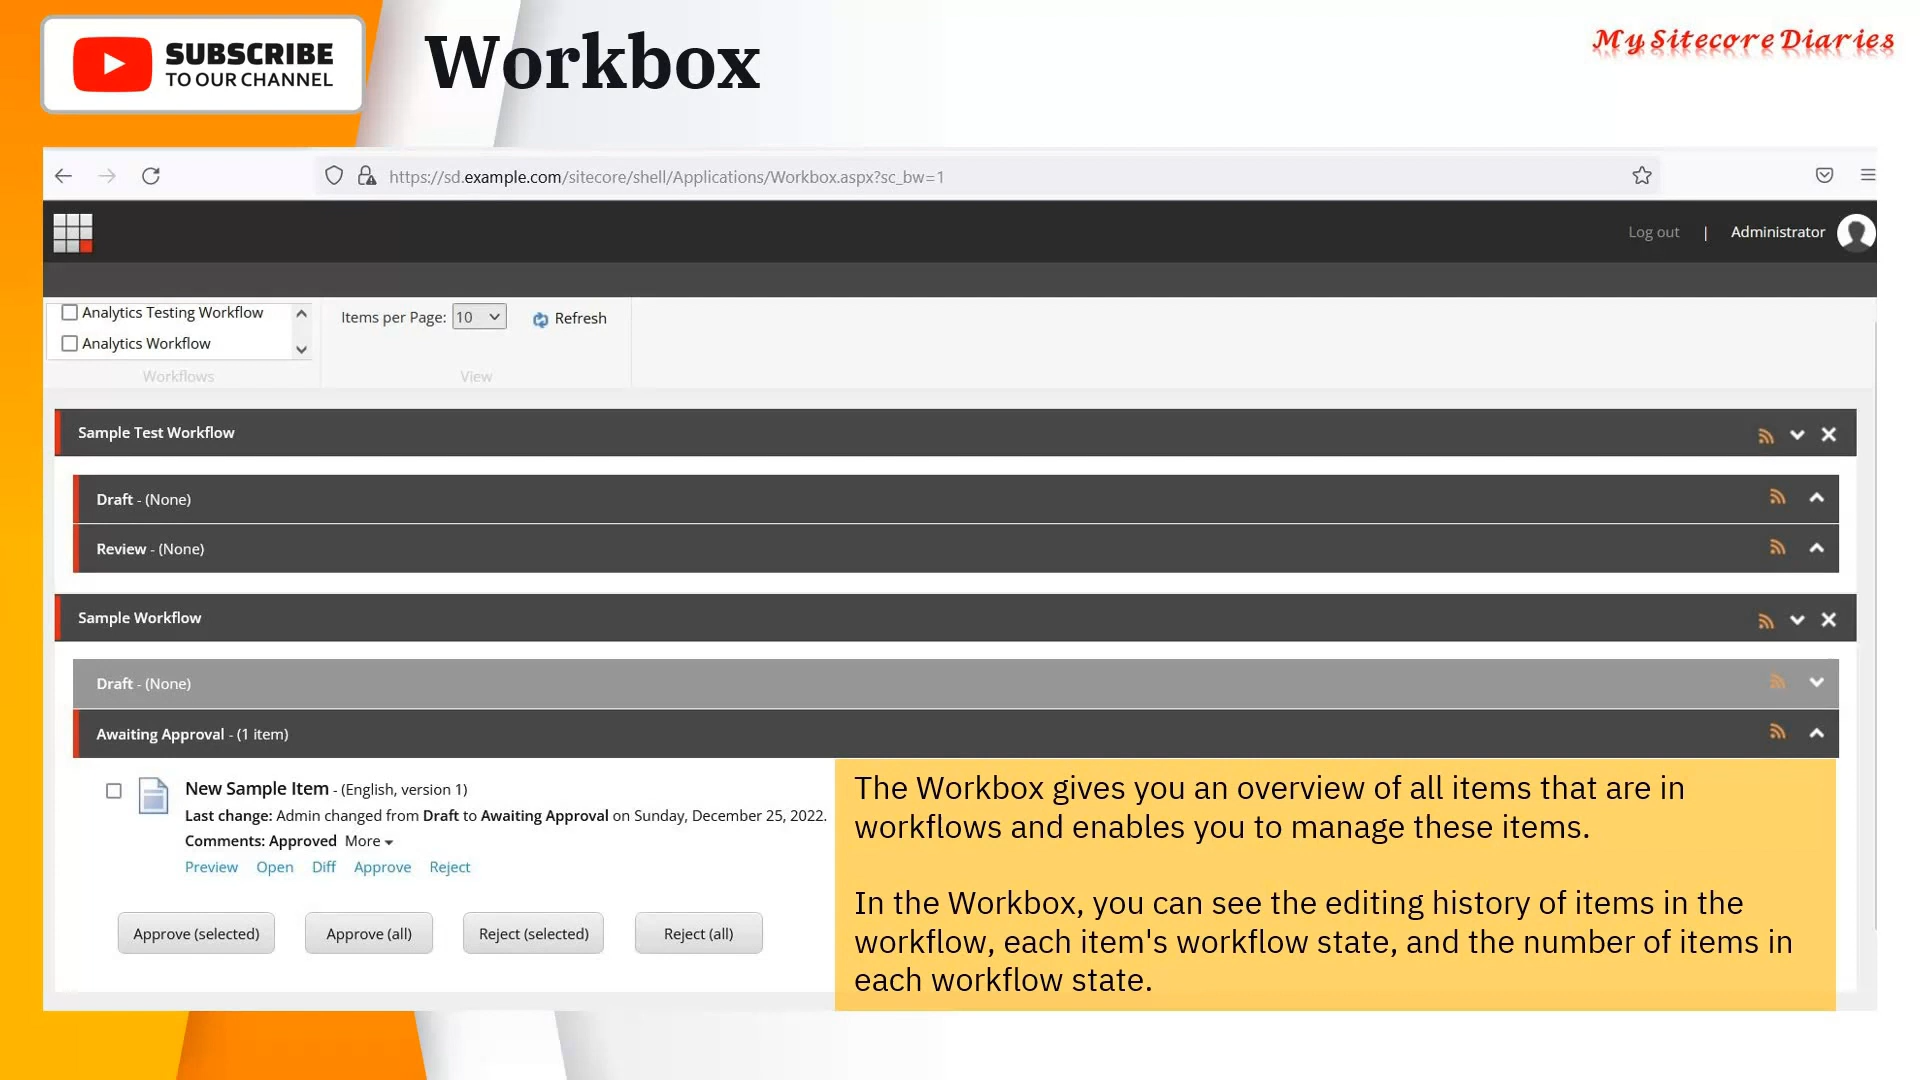 SUBSCRIBE
TO OUR CHANNEL
Workbox
My Sitecore Diaries
https://sd.example.com/sitecore/shell/Applications/Workbox.aspx?sc_bw=1
Log out | Administrator
Analytics Testing Workflow
Analytics Workflow
Workflows
Items per Page: 10
Refresh
View
Sample Test Workflow
Draft - (None)
Review - (None)
Sample Workflow
Draft - (None)
Awaiting Approval - (1 item)
New Sample Item - (English, version 1)
Last change: Admin changed from Draft to Awaiting Approval on Sunday, December 25, 2022.
Comments: Approved More
Preview Open Diff Approve Reject
Approve (selected) Approve (all) Reject (selected) Reject (all)
The Workbox gives you an overview of all items that are in
workflows and enables you to manage these items.
In the Workbox, you can see the editing history of items in the
workflow, each item's workflow state, and the number of items in
each workflow state.